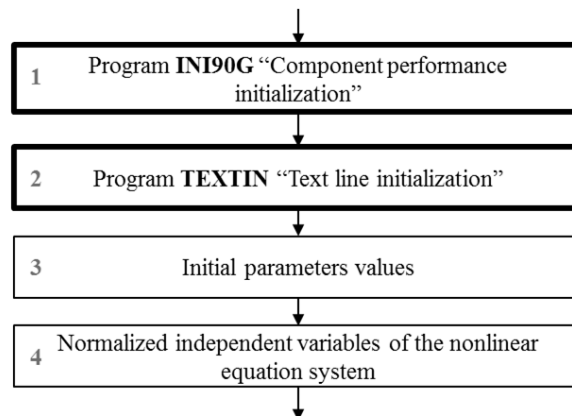 1
Program INI90G “Component performance
initialization”
2
Program TEXTIN “Text line initialization”
3
Initial parameters values
4
Normalized independent variables of the nonlinear
equation system